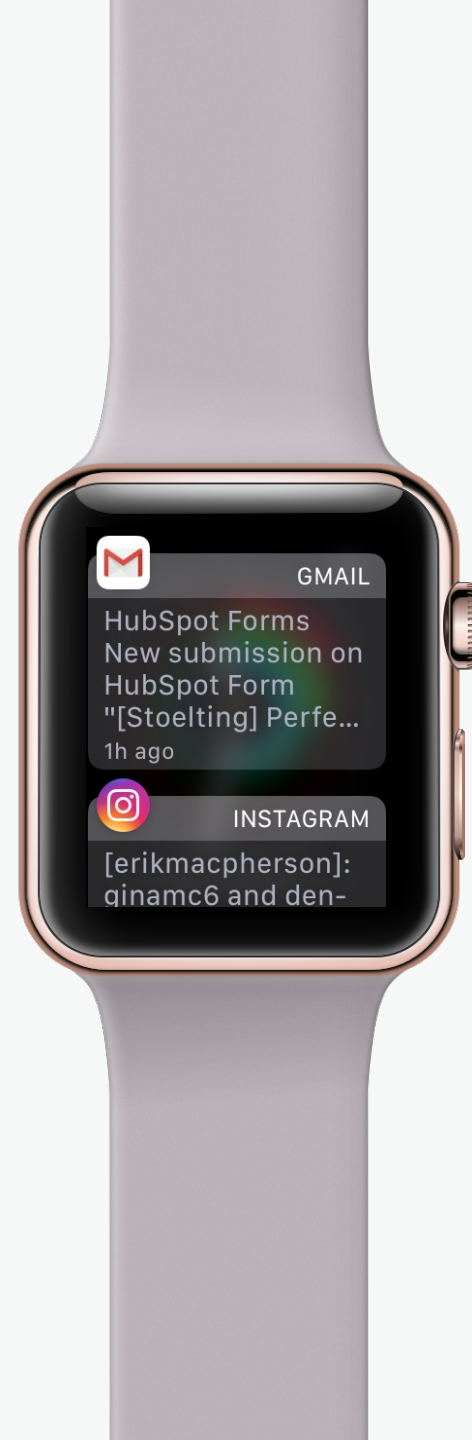 GMAIL
HubSpot Forms
New submission on
HubSpot Form
"[Stoelting] Perfe...
1h ago
INSTAGRAM
[erikmacpherson]:
ginamc6 and den-